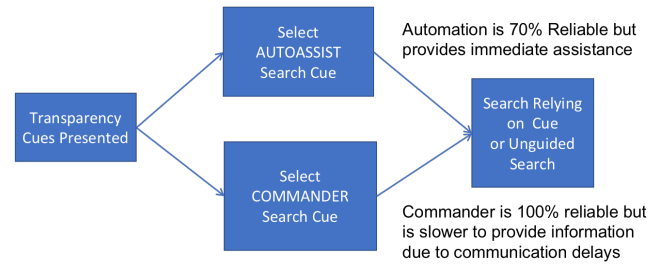 Transparency
Cues Presented
Select
AUTOASSIST
Search Cue
Automation is 70% Reliable but
provides immediate assistance
Select
COMMANDER
Search Cue
Search Relying
on Cue
or Unguided
Search
Commander is 100% reliable but
is slower to provide information
due to communication delays